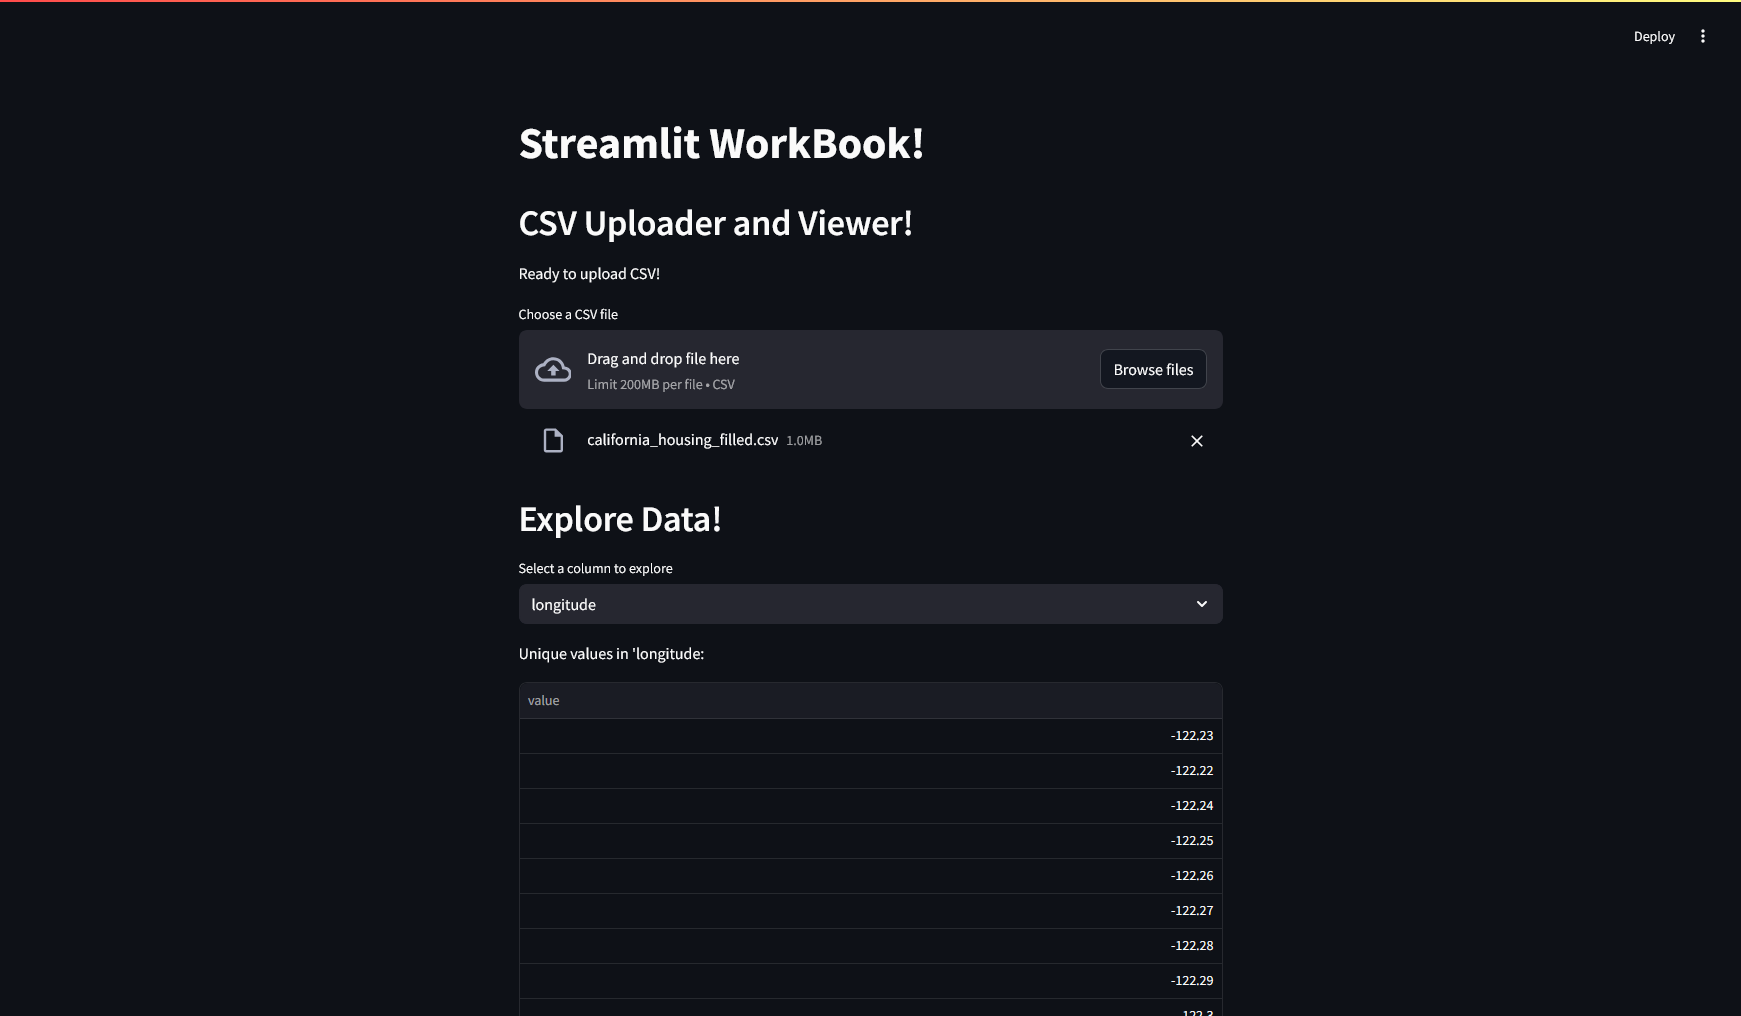 Deploy
Streamlit WorkBook!
CSV Uploader and Viewer!
Ready to upload CSV!
Choose a CSV file
Drag and drop file here
Limit 200MB per file • CSV
Browse files
california_housing_filled.csv 1.0MB
Explore Data!
Select a column to explore
longitude
Unique values in 'longitude:
value
-122.23
-122.22
-122.24
-122.25
-122.26
-122.27
-122.28
-122.29